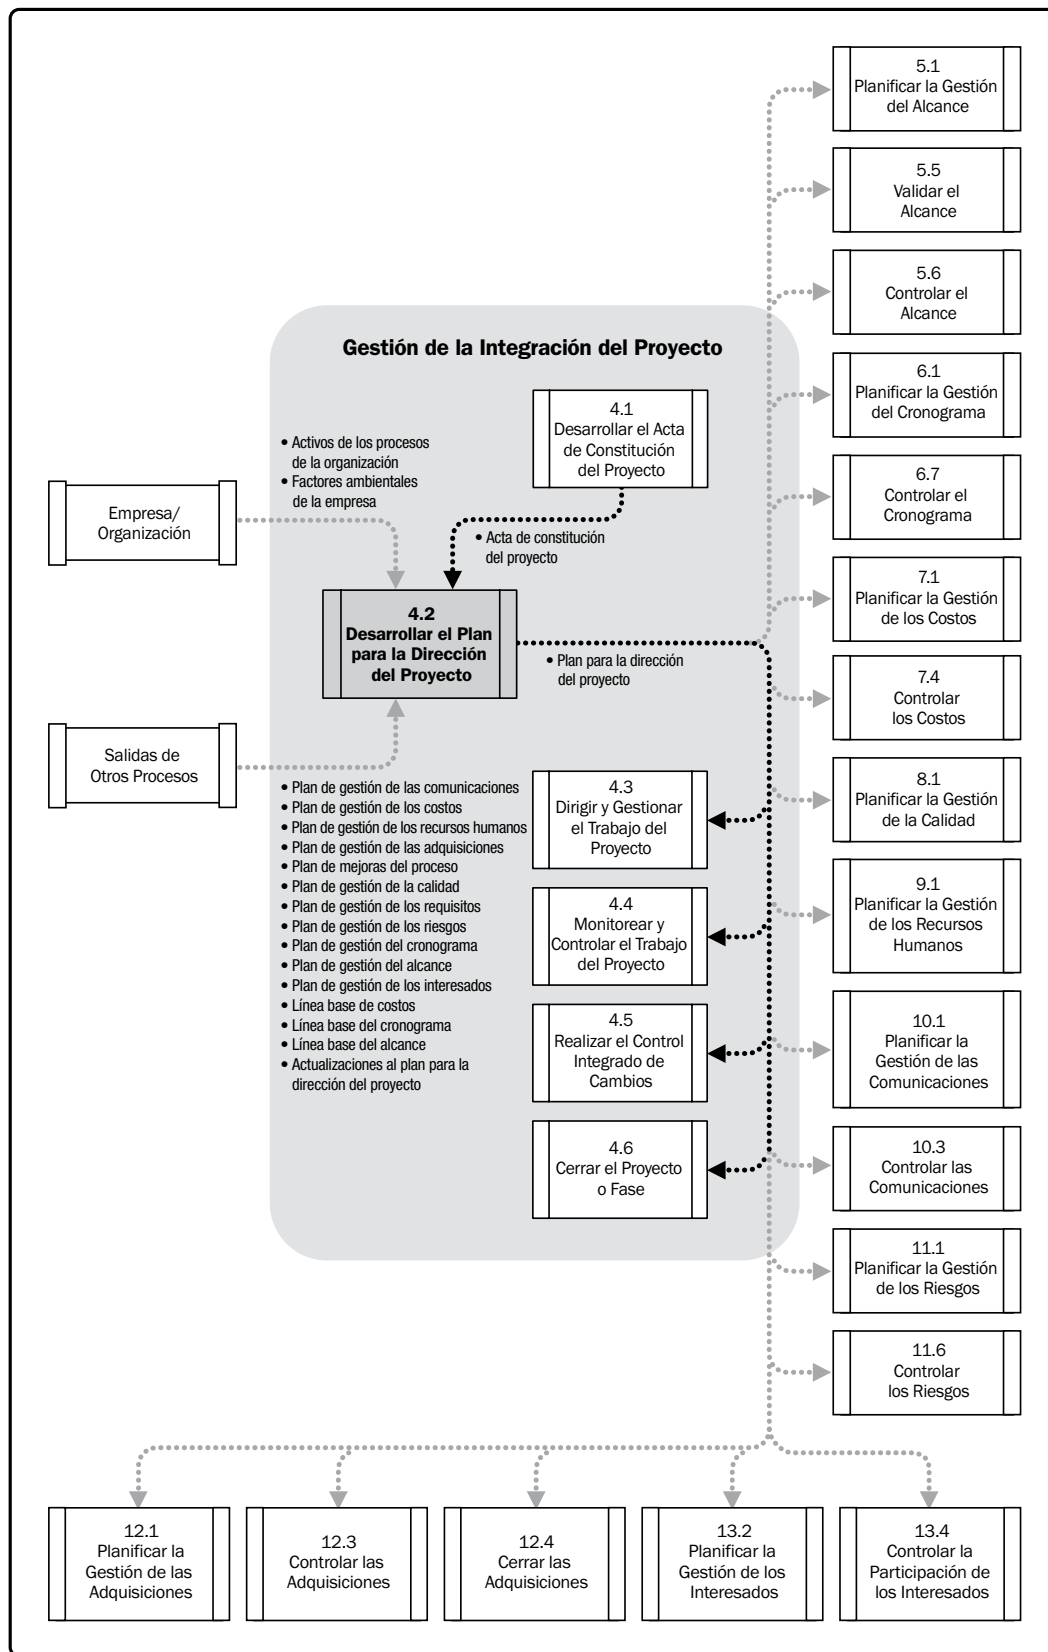 5.1
Planificar la Gestión
del Alcance
5.5
Validar el
Alcance
5.6
Controlar el
Alcance
Gestión de la Integración del Proyecto
6.1
Planificar la Gestión
del Cronograma
4.1
Desarrollar el Acta
de Constitución
del Proyecto
• Activos de los procesos
de la organización
• Factores ambientales
de la empresa
6.7
Controlar el
Cronograma
Empresa/
Organización
• Acta de constitución
del proyecto
7.1
Planificar la Gestión
de los Costos
4.2
Desarrollar el Plan
para la Dirección
del Proyecto
• Plan para la dirección
del proyecto
7.4
Controlar
los Costos
Salidas de
Otros Procesos
8.1
Planificar la Gestión
de la Calidad
• Plan de gestión de las comunicaciones
• Plan de gestión de los costos
• Plan de gestión de los recursos humanos
• Plan de gestión de las adquisiciones
• Plan de mejoras del proceso
• Plan de gestión de la calidad
• Plan de gestión de los requisitos
• Plan de gestión de los riesgos
• Plan de gestión del cronograma
• Plan de gestión del alcance
• Plan de gestión de los interesados
• Línea base de costos
• Línea base del cronograma
• Línea base del alcance
• Actualizaciones al plan para la
dirección del proyecto
4.3
Dirigir y Gestionar
el Trabajo del
Proyecto
4.4
Monitorear y
Controlar el Trabajo
del Proyecto
4.5
Realizar el Control
Integrado de
Cambios
4.6
Cerrar el Proyecto
o Fase
9.1
Planificar la Gestión
de los Recursos
Humanos
10.1
Planificar la
Gestión de las
Comunicaciones
10.3
Controlar las
Comunicaciones
11.1
Planificar la Gestión
de los Riesgos
11.6
Controlar
los Riesgos
12.1
Planificar la
Gestión de las
Adquisiciones
12.3
Controlar las
Adquisiciones
12.4
Cerrar las
Adquisiciones
13.2
Planificar la
Gestión de los
Interesados
13.4
Controlar la
Participación de
los Interesados